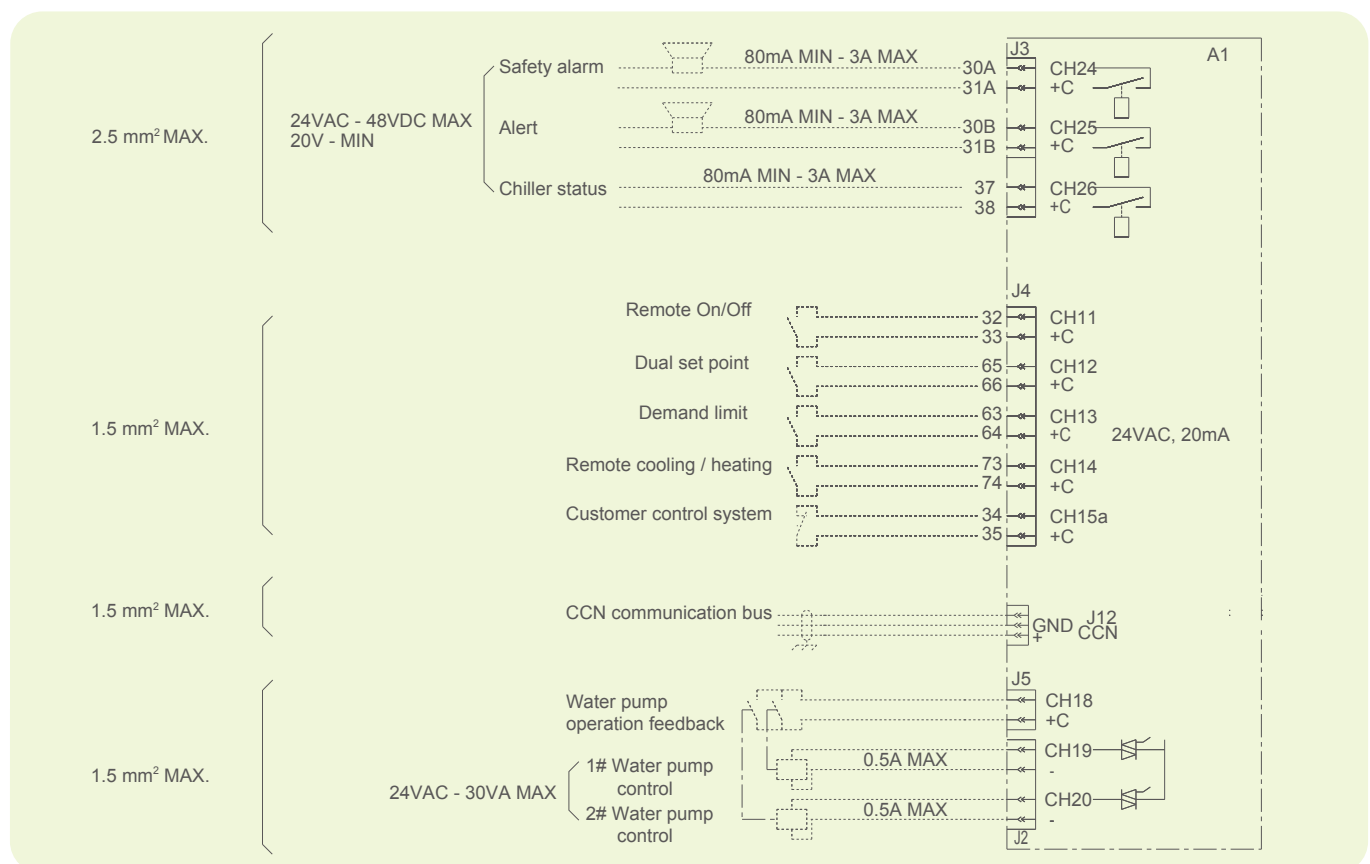 J3
A1
Safety alarm 80mA MIN - 3A MAX 30A CH24
31A +C
24VAC - 48VDC MAX
20V - MIN
2.5 mm² MAX.
Alert 80mA MIN - 3A MAX 30B CH25
31B +C
Chiller status 80mA MIN - 3A MAX 37 CH26
38 +C
J4
Remote On/Off 32 CH11
33 +C
Dual set point 65 CH12
66 +C
1.5 mm² MAX.
Demand limit 63 CH13
64 +C 24VAC, 20mA
Remote cooling / heating 73 CH14
74 +C
Customer control system 34 CH15a
35 +C
1.5 mm² MAX.
CCN communication bus
GND J12
+ CCN
J5
Water pump CH18
operation feedback +C
1.5 mm² MAX.
24VAC - 30VA MAX
1# Water pump 0.5A MAX CH19
control -
2# Water pump 0.5A MAX CH20
control -
J2